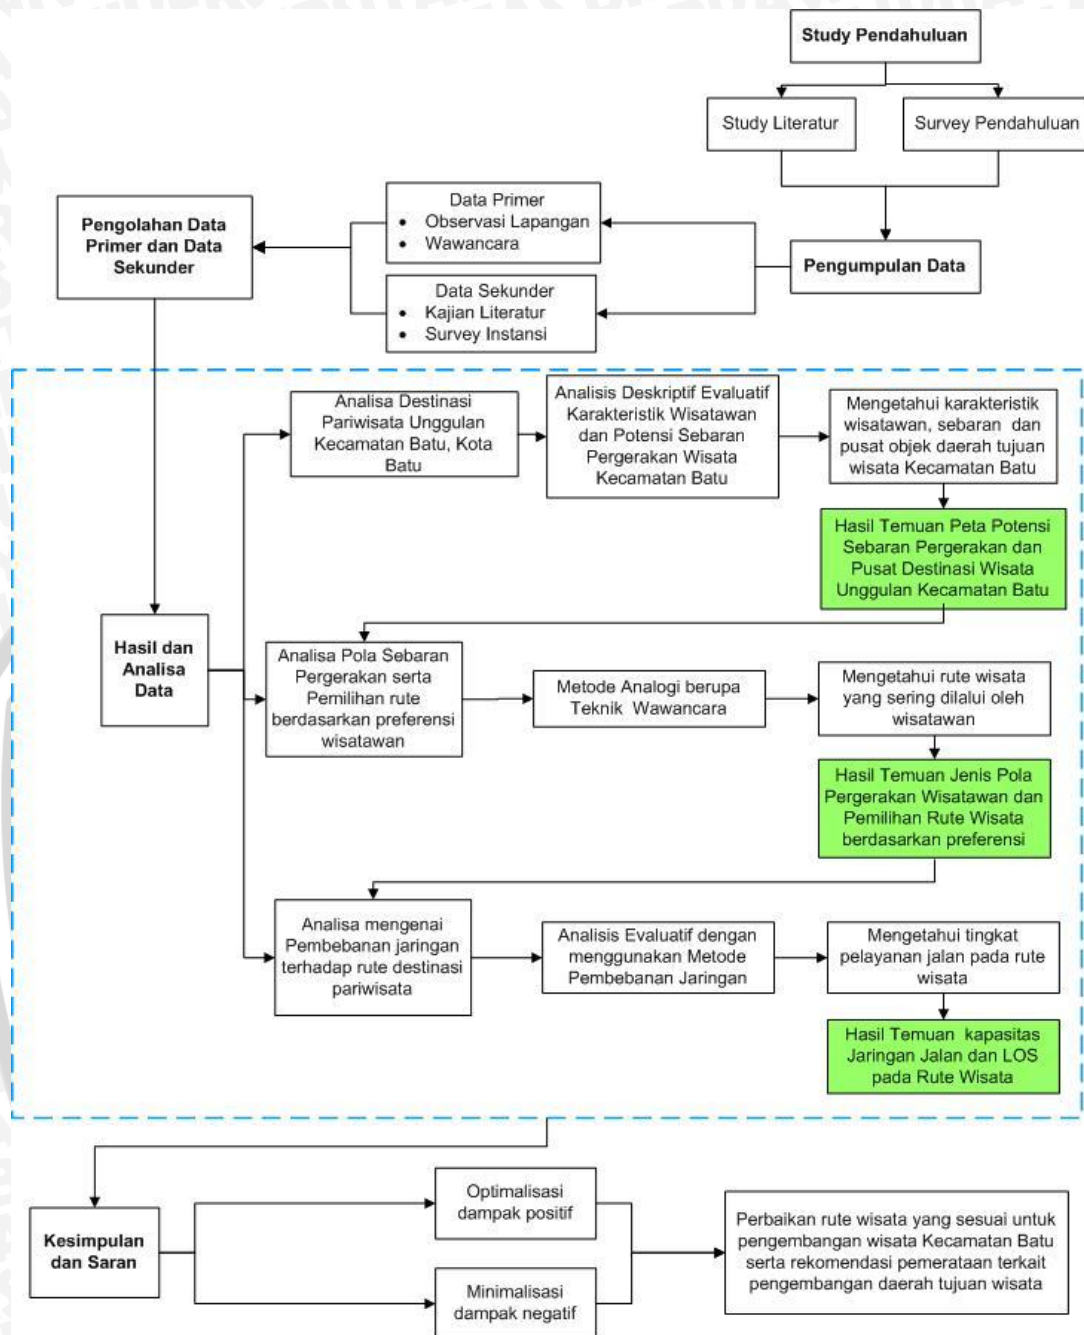 Study Pendahuluan
Study Literatur
Survey Pendahuluan
Pengumpulan Data
Data Primer
• Observasi Lapangan
• Wawancara
Data Sekunder
• Kajian Literatur
• Survey Instansi
Pengolahan Data
Primer dan Data
Sekunder
Hasil dan
Analisa
Data
Analisa Destinasi
Pariwisata Unggulan
Kecamatan Batu, Kota
Batu
Analisis Deskriptif Evaluatif
Karakteristik Wisatawan
dan Potensi Sebaran
Pergerakan Wisata
Kecamatan Batu
Mengetahui karakteristik
wisatawan, sebaran dan
pusat objek daerah tujuan
wisata Kecamatan Batu
Hasil Temuan Peta Potensi
Sebaran Pergerakan dan
Pusat Destinasi Wisata
Unggulan Kecamatan Batu
Analisa Pola Sebaran
Pergerakan serta
Pemilihan rute
berdasarkan preferensi
wisatawan
Metode Analogi berupa
Teknik Wawancara
Mengetahui rute wisata
yang sering dilalui oleh
wisatawan
Hasil Temuan Jenis Pola
Pergerakan Wisatawan dan
Pemilihan Rute Wisata
berdasarkan preferensi
Analisa mengenai
Pembebanan jaringan
terhadap rute destinasi
pariwisata
Analisis Evaluatif dengan
menggunakan Metode
Pembebanan Jaringan
Mengetahui tingkat
pelayanan jalan pada rute
wisata
Hasil Temuan kapasitas
Jaringan Jalan dan LOS
pada Rute Wisata
Kesimpulan
dan Saran
Optimalisasi
dampak positif
Minimalisasi
dampak negatif
Perbaikan rute wisata yang sesuai untuk
pengembangan wisata Kecamatan Batu
serta rekomendasi pemerataan terkait
pengembangan daerah tujuan wisata